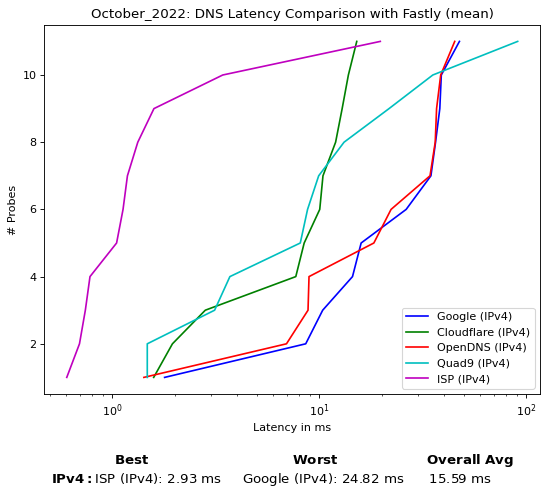 October_2022: DNS Latency Comparison with Fastly (mean)
# Probes
10
8
6
4
2
Google (IPv4)
Cloudflare (IPv4)
OpenDNS (IPv4)
Quad9 (IPv4)
ISP (IPv4)
10⁰ 10¹ 10²
Latency in ms
Best Worst Overall Avg
IPv4: ISP (IPv4): 2.93 ms Google (IPv4): 24.82 ms 15.59 ms